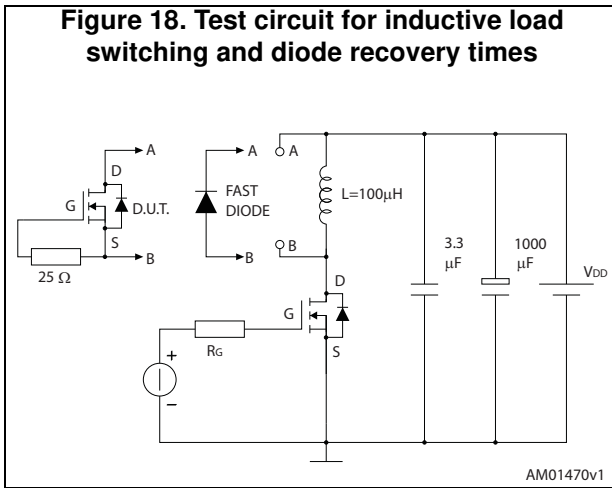 Figure 18. Test circuit for inductive load
switching and diode recovery times
A
D
G
D.U.T.
S
B
25 Ω
A
FAST
DIODE
B
A
L=100μH
B
D
G
S
RG
+
−
3.3
μF
1000
μF
VDD
AM01470v1